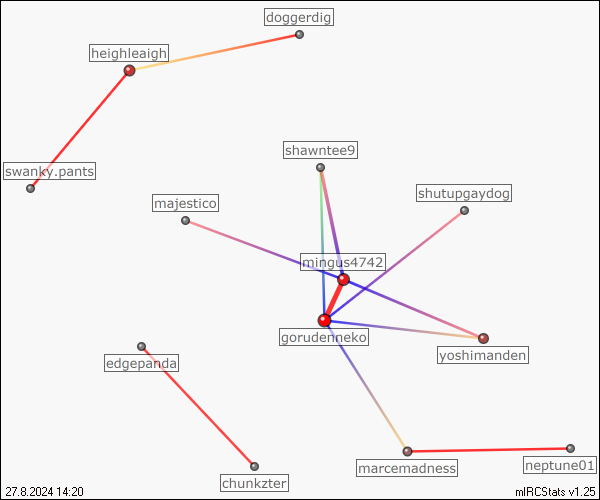 doggerdig
heighleaigh
shawntee9
swanky.pants
shutupgaydog
majestico
mingus4742
gorudenneko
yoshimanden
edgepanda
marcemadness
neptune01
chunkzter
27.8.2024 14:20
mIRCStats v1.25